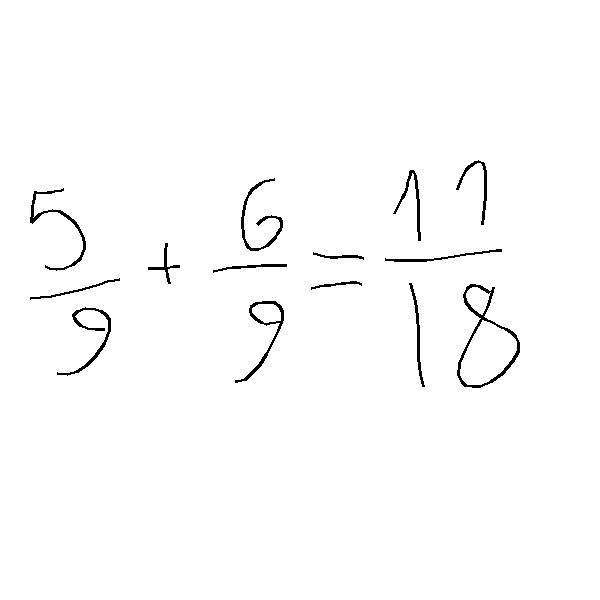 5/9 + 6/9 = 11/18